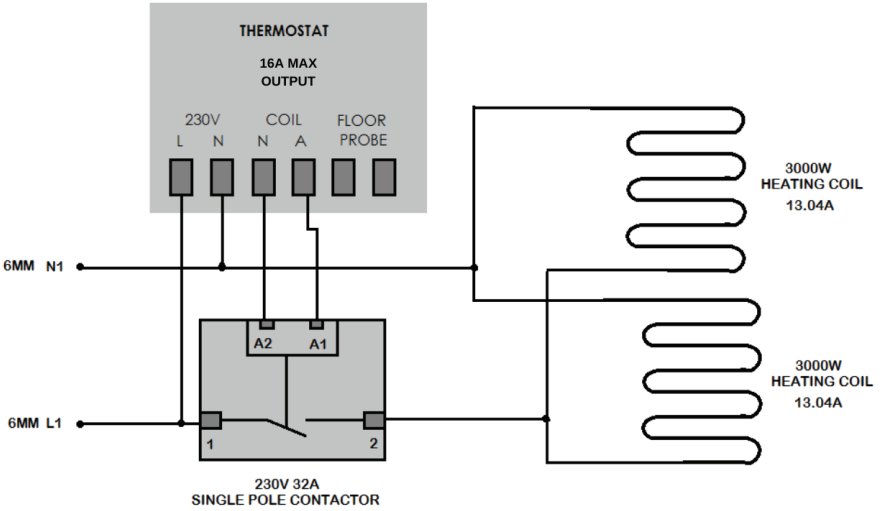 THERMOSTAT
16A MAX
OUTPUT
230V COIL FLOOR
L N N A PROBE
3000W
HEATING COIL
13.04A
6MM N1
A2 A1
3000W
HEATING COIL
13.04A
6MM L1
1 2
230V 32A
SINGLE POLE CONTACTOR